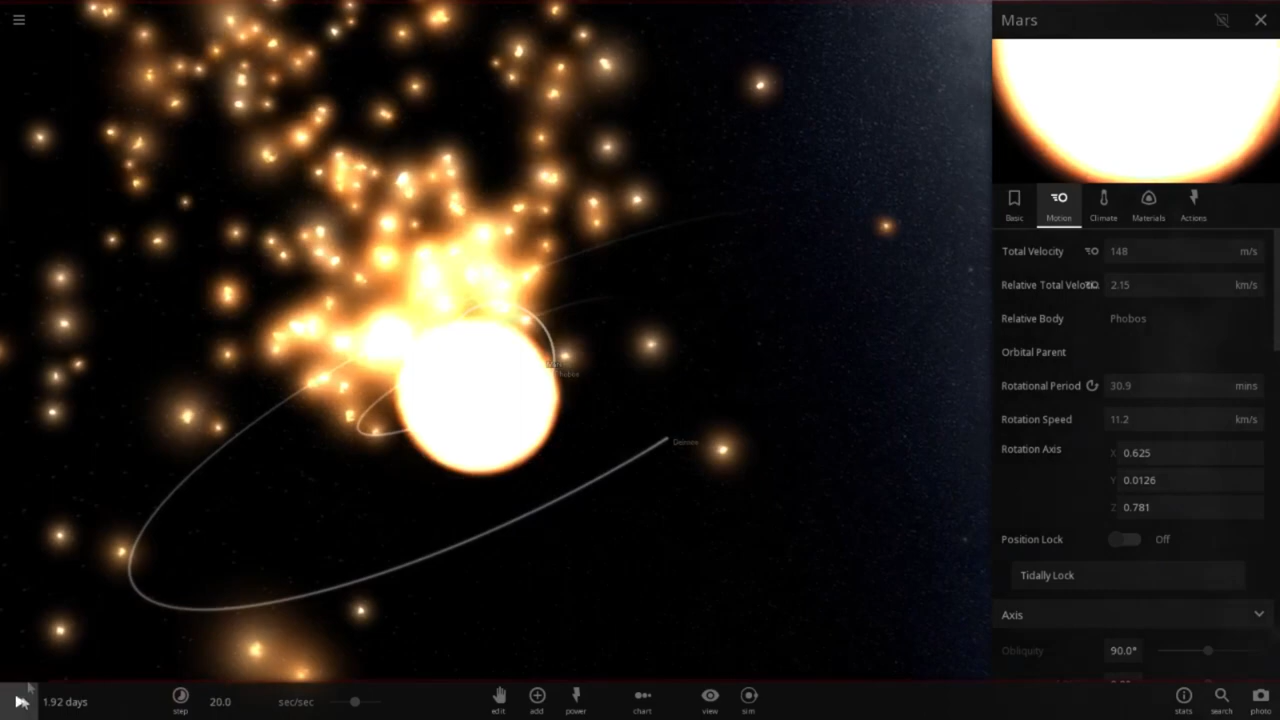 Mars
Basic Motion Climate Materials Actions
Total Velocity 148 m/s
Relative Total Velo 2.15 km/s
Relative Body Phobos
Orbital Parent
Rotational Period 30.9 mins
Rotation Speed 11.2 km/s
Rotation Axis X 0.625
Y 0.0126
Z 0.781
Position Lock Off
Tidally Lock
Axis
Obliquity 90.0°
Phobos
Deimos
1.92 days step 20.0 sec/sec edit add power chart view sim stats search photo